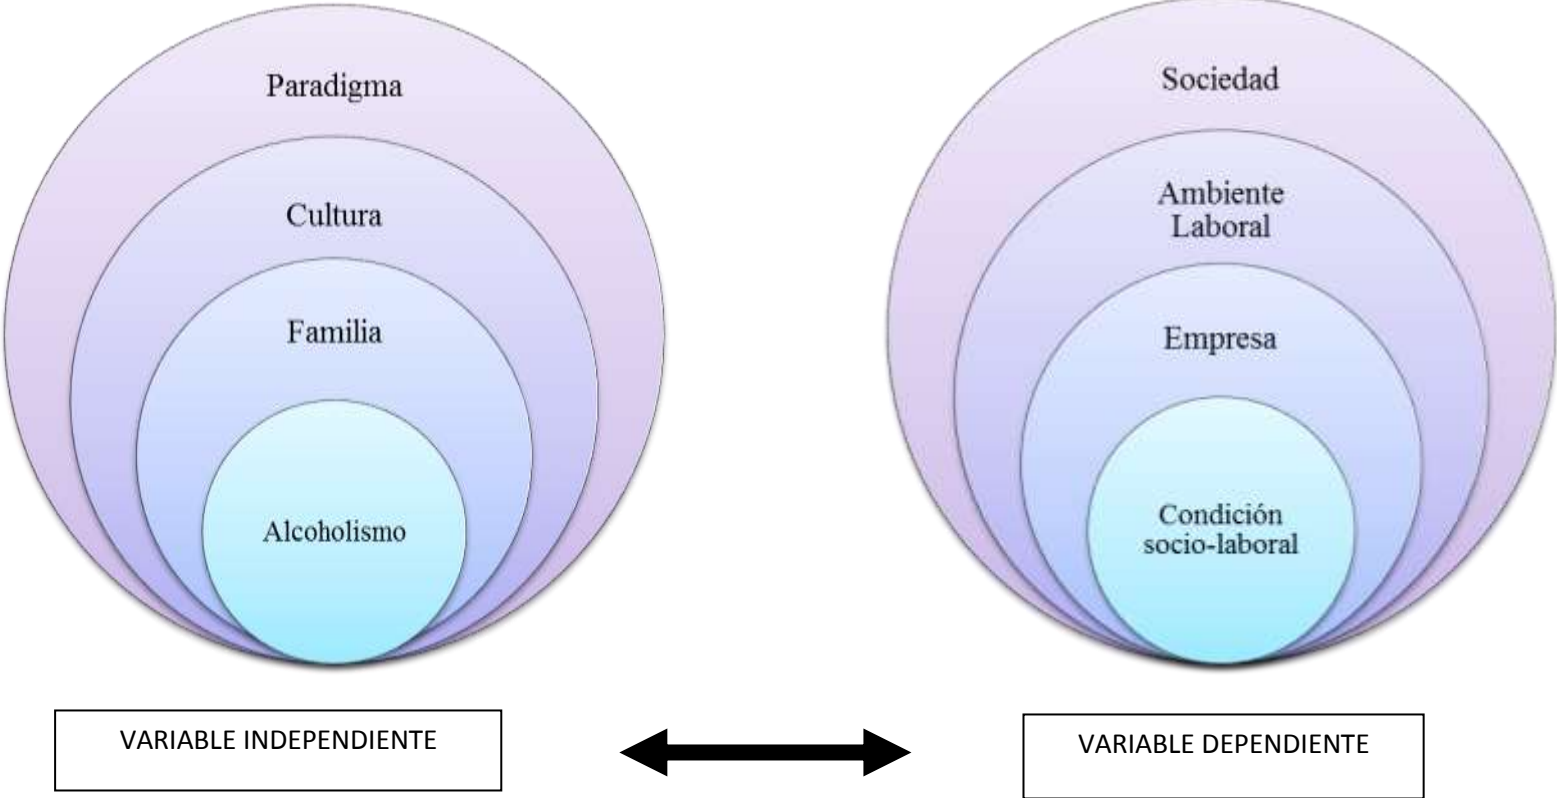 Paradigma
Cultura
Familia
Alcoholismo
Sociedad
Ambiente
Laboral
Empresa
Condición
socio-laboral
VARIABLE INDEPENDIENTE
VARIABLE DEPENDIENTE